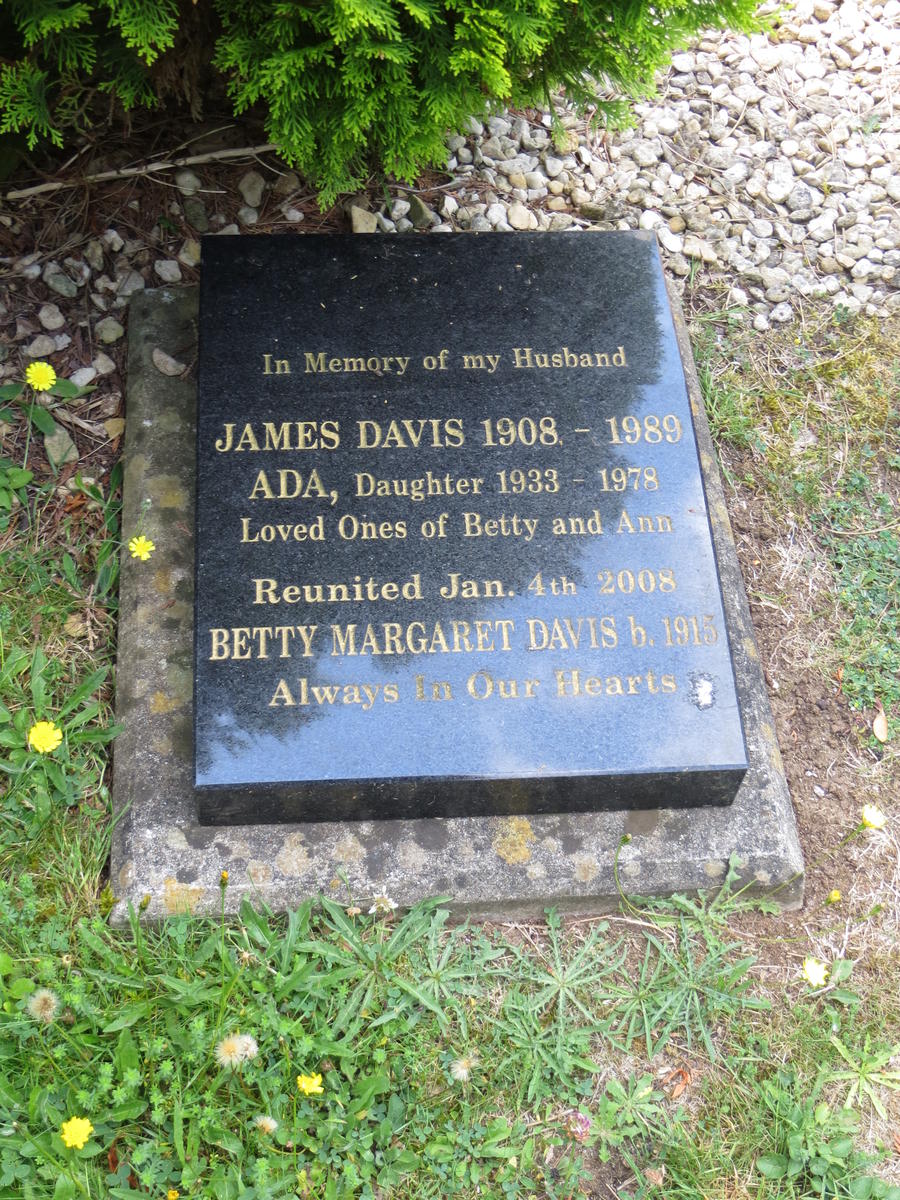 In Memory of my Husband
JAMES DAVIS 1908 - 1989
ADA, Daughter 1933 - 1978
Loved Ones of Betty and Ann
Reunited Jan. 4th 2008
BETTY MARGARET DAVIS b. 1915
Always In Our Hearts